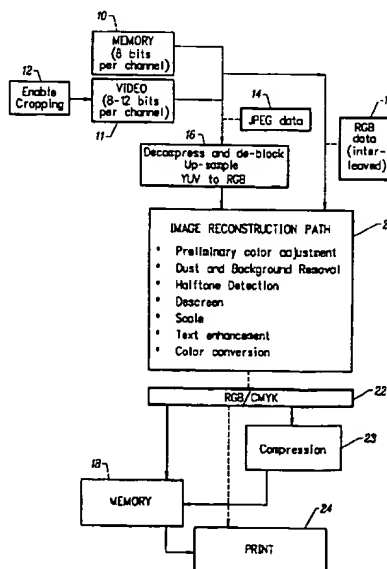 10
MEMORY
(8 bits
per channel)
12
Enable
Cropping
VIDEO
(8-12 bits
per channel)
11
14
JPEG data
16
Decompress and de-block
Up-sample
YUV to RGB
RGB
data
(inter-
leaved)
IMAGE RECONSTRUCTION PATH
* Preliminary color adjustment
* Dust and Background Removal
* Halftone Detection
* Descreen
* Scale
* Text enhancement
* Color conversion
22
RGB/CMYK
23
Compression
18
MEMORY
24
PRINT